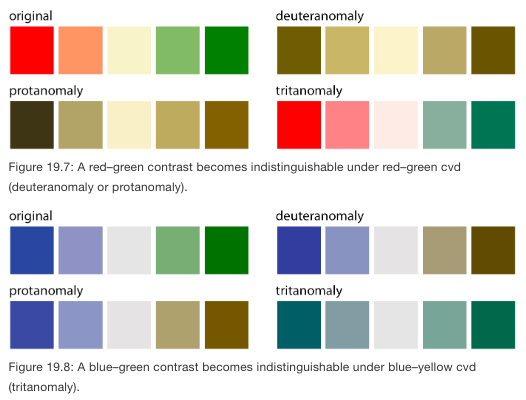 original
deuteranomaly
protanomaly
tritanomaly
Figure 19.7: A red–green contrast becomes indistinguishable under red–green cvd
(deuteranomaly or protanomaly).
original
deuteranomaly
protanomaly
tritanomaly
Figure 19.8: A blue–green contrast becomes indistinguishable under blue–yellow cvd
(tritanomaly).